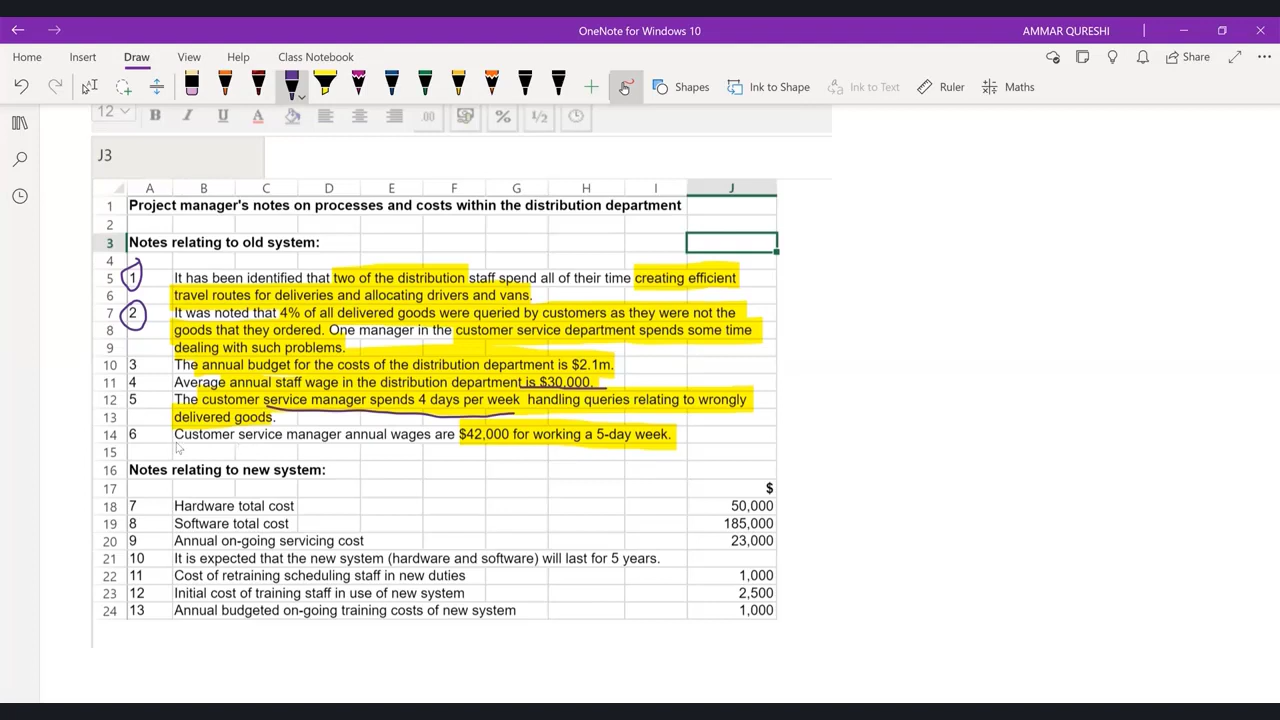 OneNote for Windows 10
AMMAR QURESHI
Home Insert Draw View Help Class Notebook
Share
Shapes Ink to Shape Ink to Text Ruler Maths
12 B I U A .00 % 1/2
J3
A B C D E F G H I J
1 Project manager's notes on processes and costs within the distribution department
2
3 Notes relating to old system:
4
5 1 It has been identified that two of the distribution staff spend all of their time creating efficient
6 travel routes for deliveries and allocating drivers and vans.
7 2 It was noted that 4% of all delivered goods were queried by customers as they were not the
8 goods that they ordered. One manager in the customer service department spends some time
9 dealing with such problems.
10 3 The annual budget for the costs of the distribution department is $2.1m.
11 4 Average annual staff wage in the distribution department is $30,000.
12 5 The customer service manager spends 4 days per week handling queries relating to wrongly
13 delivered goods.
14 6 Customer service manager annual wages are $42,000 for working a 5-day week.
15
16 Notes relating to new system:
17 $
18 7 Hardware total cost 50,000
19 8 Software total cost 185,000
20 9 Annual on-going servicing cost 23,000
21 10 It is expected that the new system (hardware and software) will last for 5 years.
22 11 Cost of retraining scheduling staff in new duties 1,000
23 12 Initial cost of training staff in use of new system 2,500
24 13 Annual budgeted on-going training costs of new system 1,000